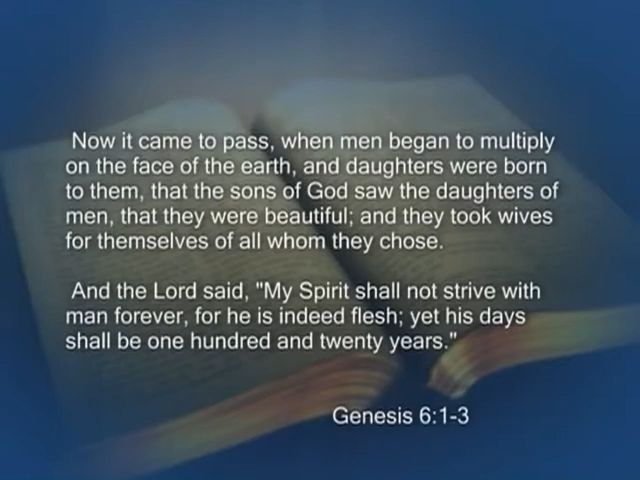 Now it came to pass, when men began to multiply
on the face of the earth, and daughters were born
to them, that the sons of God saw the daughters of
men, that they were beautiful; and they took wives
for themselves of all whom they chose.
And the Lord said, "My Spirit shall not strive with
man forever, for he is indeed flesh; yet his days
shall be one hundred and twenty years."
Genesis 6:1-3